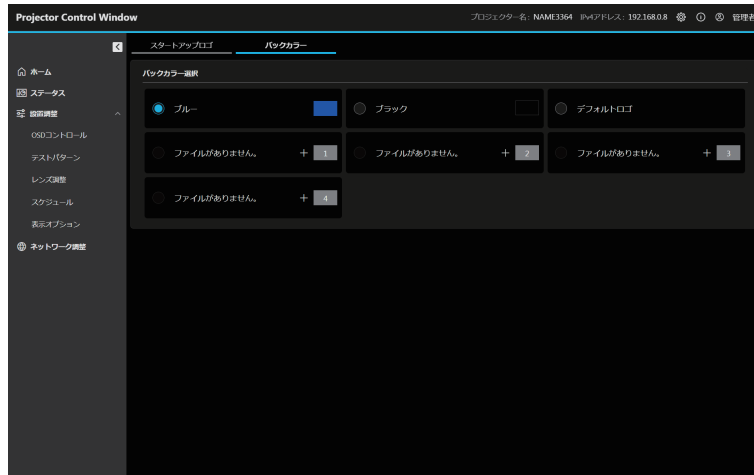 Projector Control Window
プロジェクター名: NAME3364 IPv4アドレス: 192.168.0.8 管理者
スタートアップロゴ バックカラー
ホーム
ステータス
設置調整
OSDコントロール
テストパターン
レンズ調整
スケジュール
表示オプション
ネットワーク調整
バックカラー選択
ブルー ブラック デフォルトロゴ
ファイルがありません。 + 1 ファイルがありません。 + 2 ファイルがありません。 + 3
ファイルがありません。 + 4